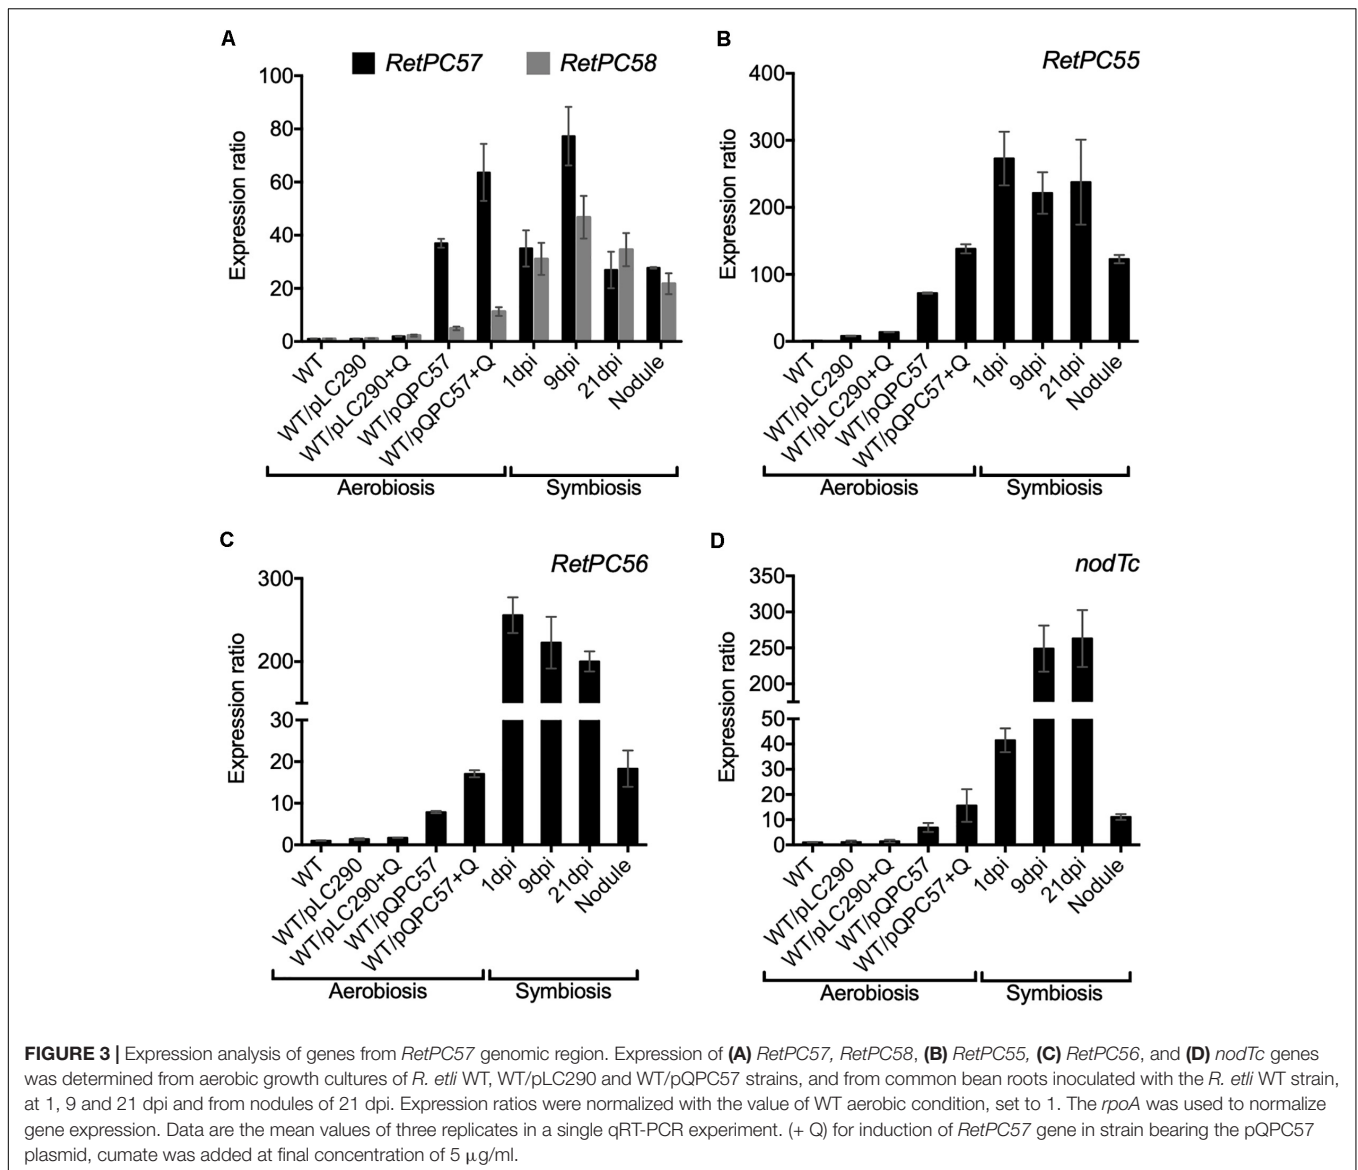 A
RetPC57 RetPC58
100
80
60
40
20
0
Expression ratio
WT
WT/pLC290
WT/pLC290+Q
WT/pQPC57
WT/pQPC57+Q
1dpi
9dpi
21dpi
Nodule
Aerobiosis Symbiosis
B
RetPC55
400
300
200
100
0
Expression ratio
WT
WT/pLC290
WT/pLC290+Q
WT/pQPC57
WT/pQPC57+Q
1dpi
9dpi
21dpi
Nodule
Aerobiosis Symbiosis
C
RetPC56
300
200
30
20
10
0
Expression ratio
WT
WT/pLC290
WT/pLC290+Q
WT/pQPC57
WT/pQPC57+Q
1dpi
9dpi
21dpi
Nodule
Aerobiosis Symbiosis
D
nodTc
350
300
250
200
50
40
30
20
10
0
Expression ratio
WT
WT/pLC290
WT/pLC290+Q
WT/pQPC57
WT/pQPC57+Q
1dpi
9dpi
21dpi
Nodule
Aerobiosis Symbiosis
FIGURE 3 | Expression analysis of genes from RetPC57 genomic region. Expression of (A) RetPC57, RetPC58, (B) RetPC55, (C) RetPC56, and (D) nodTc genes
was determined from aerobic growth cultures of R. etli WT, WT/pLC290 and WT/pQPC57 strains, and from common bean roots inoculated with the R. etli WT strain,
at 1, 9 and 21 dpi and from nodules of 21 dpi. Expression ratios were normalized with the value of WT aerobic condition, set to 1. The rpoA was used to normalize
gene expression. Data are the mean values of three replicates in a single qRT-PCR experiment. (+ Q) for induction of RetPC57 gene in strain bearing the pQPC57
plasmid, cumate was added at final concentration of 5 μg/ml.